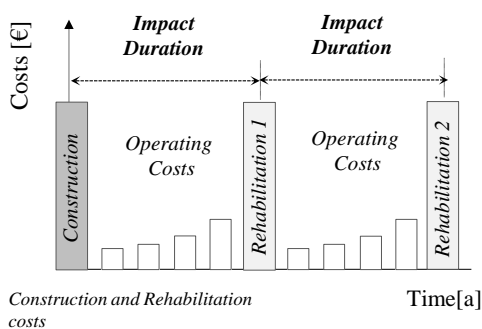 Costs [€]
Impact
Duration
Impact
Duration
Construction
Operating
Costs
Rehabilitation 1
Operating
Costs
Rehabilitation 2
Construction and Rehabilitation
costs
Time[a]